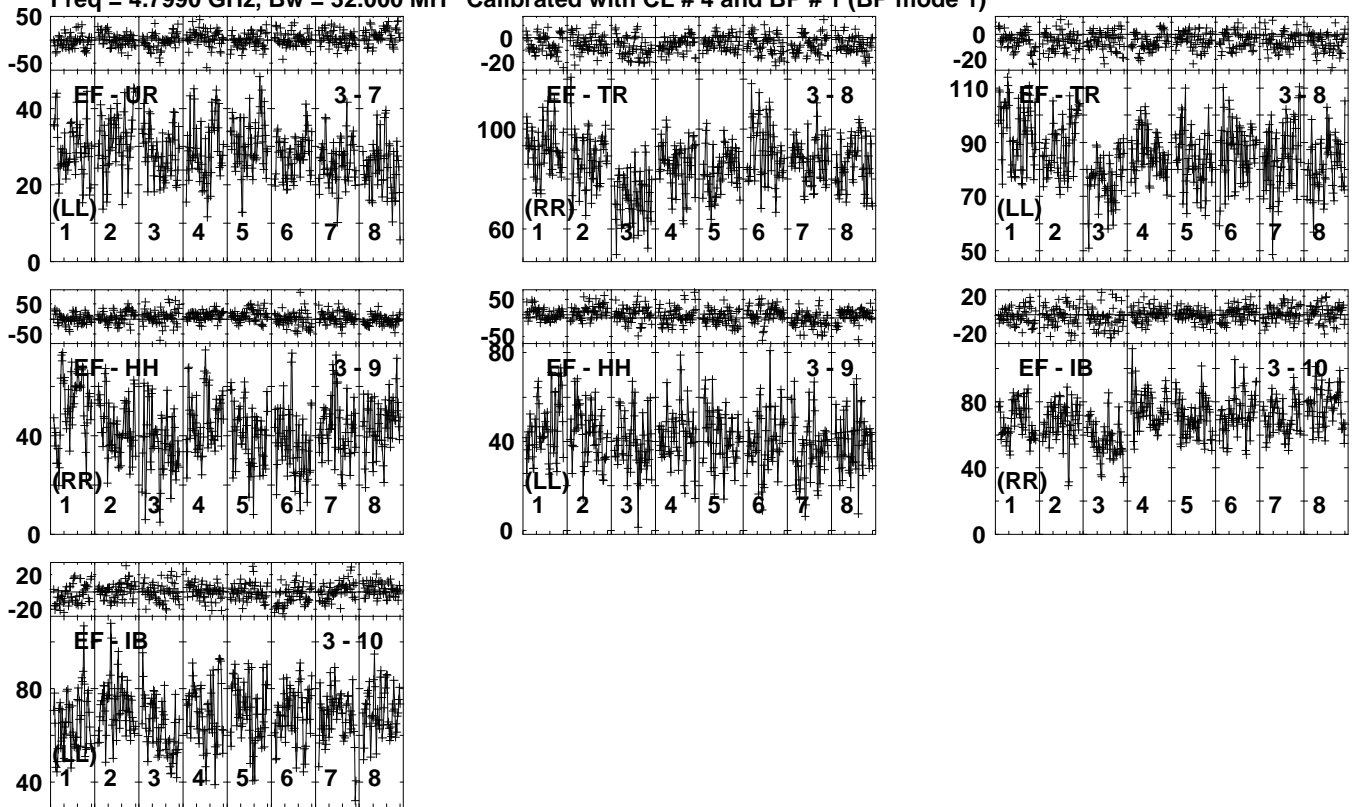 Freq = 4.7990 GHz, Bw = 32.000 MH Calibrated with CL # 4 and BP # 1 (BP mode 1)
50
-50
EF - UR 3 - 7
40
20
0
(LL)
1 2 3 4 5 6 7 8
0
-20
EF - TR 3 - 8
100
60
(RR)
1 2 3 4 5 6 7 8
0
-20
EF - TR 3 - 8
110
90
70
50
(LL)
1 2 3 4 5 6 7 8
50
-50
EF - HH 3 - 9
40
0
(RR)
1 2 3 4 5 6 7 8
50
-50
80
EF - HH 3 - 9
40
0
(LL)
1 2 3 4 5 6 7 8
20
-20
EF - IB 3 - 10
80
40
0
(RR)
1 2 3 4 5 6 7 8
20
-20
EF - IB 3 - 10
80
40
(LL)
1 2 3 4 5 6 7 8